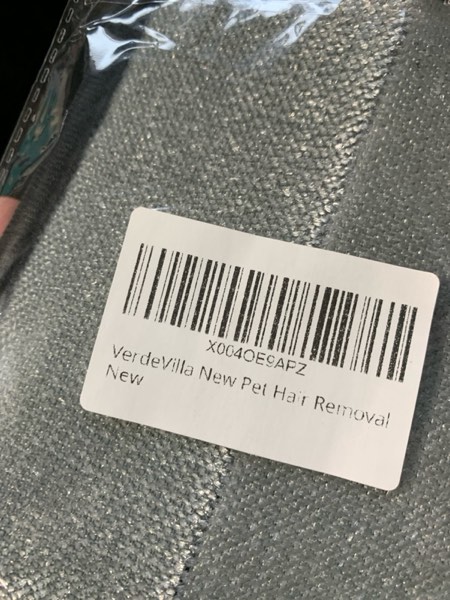 X004OE9APZ
VerdeVilla New Pet Hair Removal
New